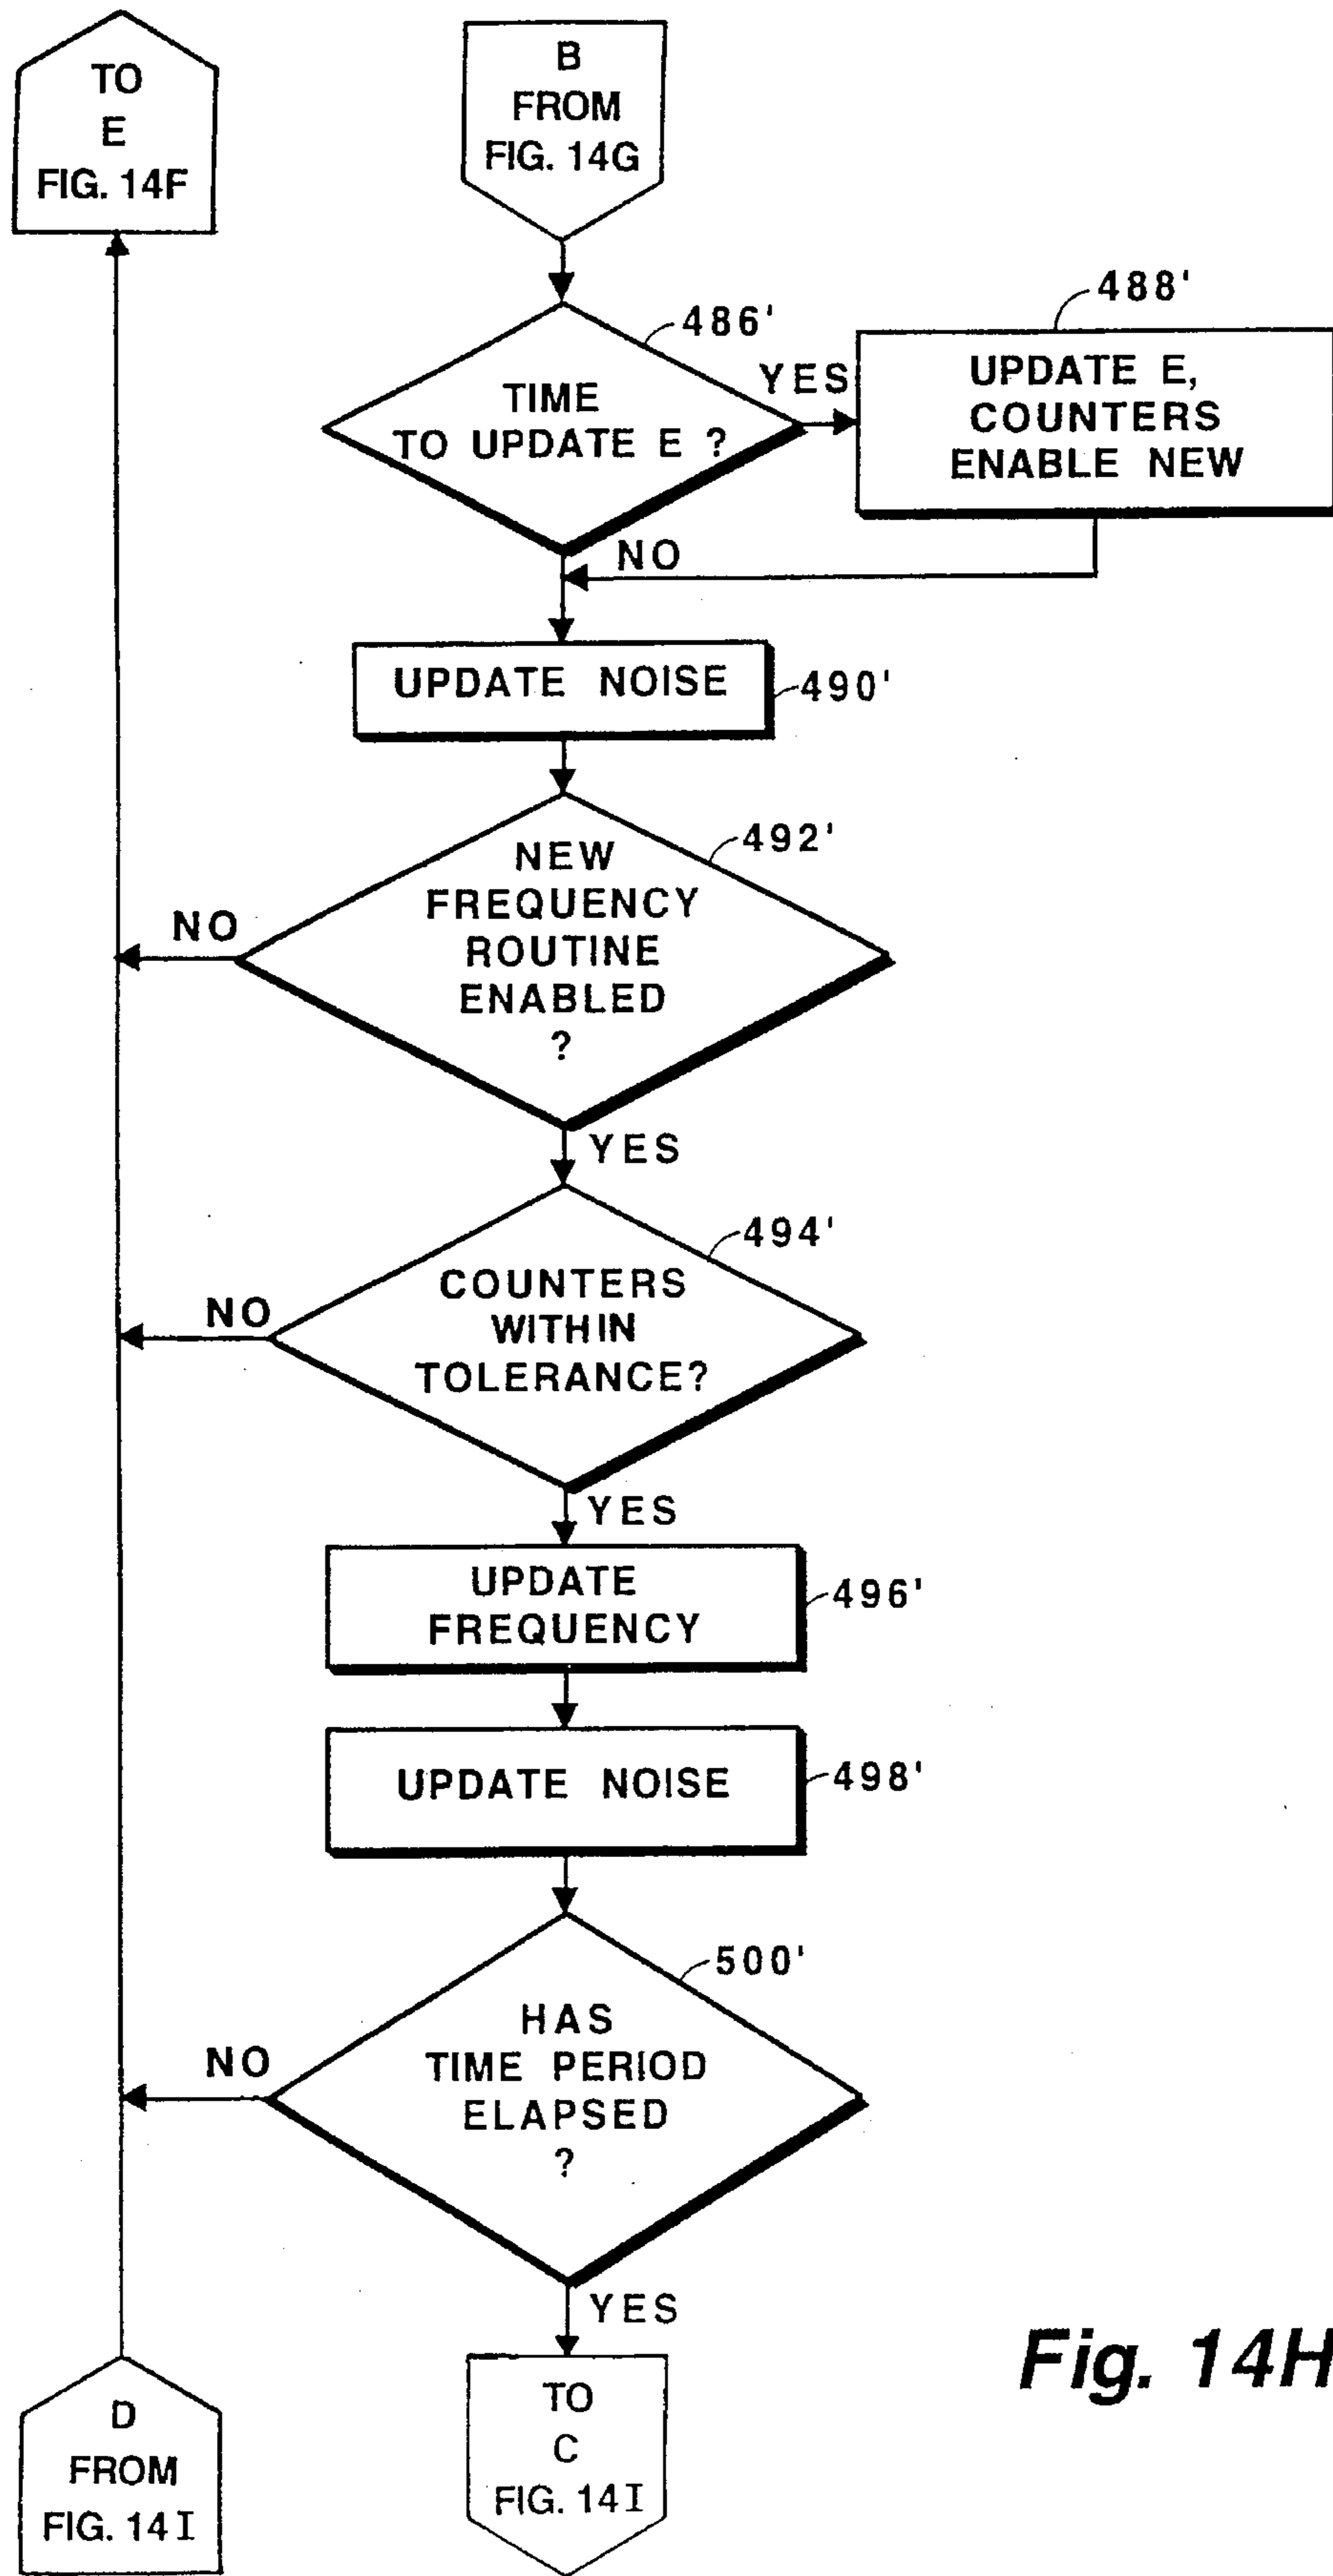 TO
E
FIG. 14F
B
FROM
FIG. 14G
486'
TIME
TO UPDATE E ?
YES
488'
UPDATE E,
COUNTERS
ENABLE NEW
NO
UPDATE NOISE
490'
492'
NEW
FREQUENCY
ROUTINE
ENABLED
?
NO
YES
494'
COUNTERS
WITHIN
TOLERANCE?
NO
YES
UPDATE
FREQUENCY
496'
UPDATE NOISE
498'
500'
HAS
TIME PERIOD
ELAPSED
?
NO
YES
D
FROM
FIG. 14I
TO
C
FIG. 14I
Fig. 14H